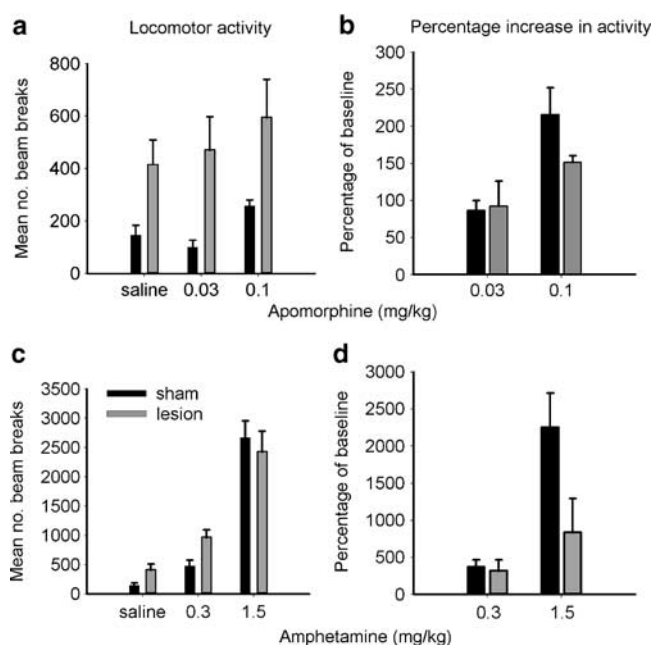 a
Locomotor activity
Mean no. beam breaks
800
600
400
200
0
saline 0.03 0.1
b
Percentage increase in activity
Percentage of baseline
250
200
150
100
50
0
0.03 0.1
Apomorphine (mg/kg)
c
Mean no. beam breaks
3500
3000
2500
2000
1500
1000
500
0
sham
lesion
saline 0.3 1.5
d
Percentage of baseline
3000
2500
2000
1500
1000
500
0
0.3 1.5
Amphetamine (mg/kg)